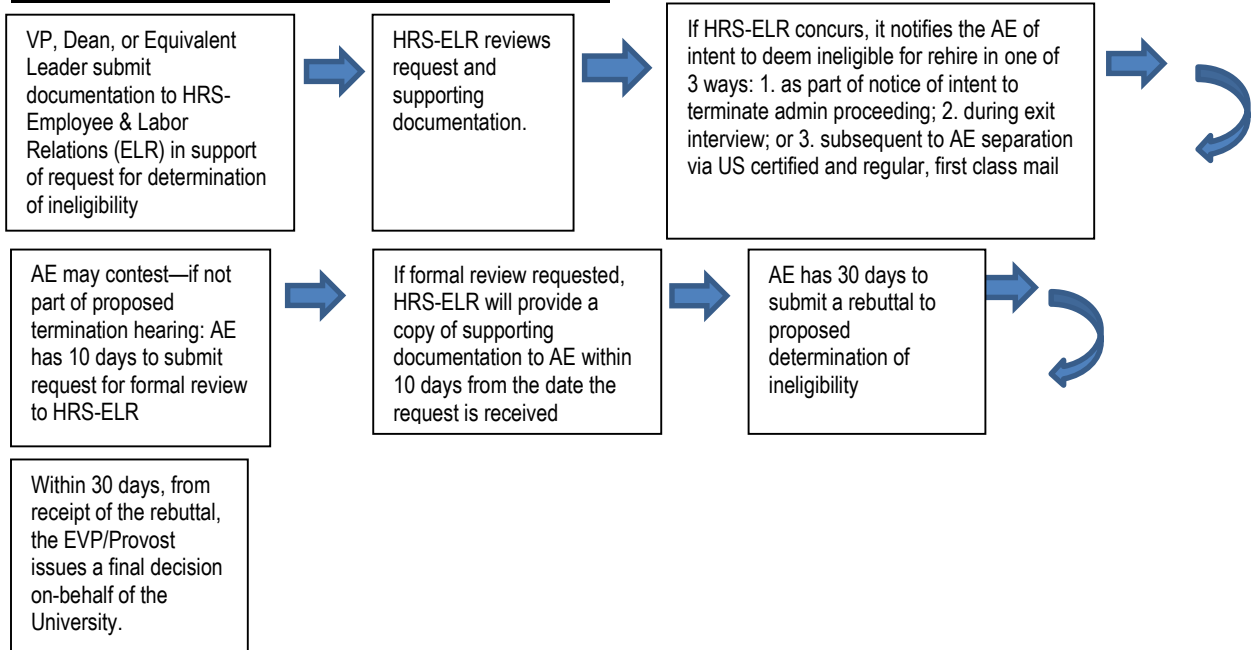 VP, Dean, or Equivalent
Leader submit
documentation to HRS-
Employee & Labor
Relations (ELR) in support
of request for determination
of ineligibility
HRS-ELR reviews
request and
supporting
documentation.
If HRS-ELR concurs, it notifies the AE of
intent to deem ineligible for rehire in one of
3 ways: 1. as part of notice of intent to
terminate admin proceeding; 2. during exit
interview; or 3. subsequent to AE separation
via US certified and regular, first class mail
AE may contest—if not
part of proposed
termination hearing: AE
has 10 days to submit
request for formal review
to HRS-ELR
If formal review requested,
HRS-ELR will provide a
copy of supporting
documentation to AE within
10 days from the date the
request is received
AE has 30 days to
submit a rebuttal to
proposed
determination of
ineligibility
Within 30 days, from
receipt of the rebuttal,
the EVP/Provost
issues a final decision
on-behalf of the
University.